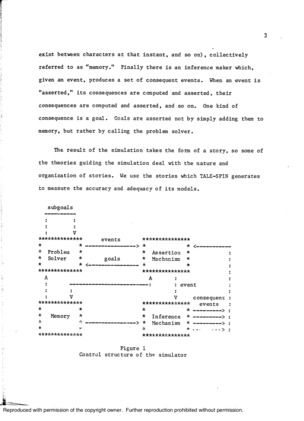 3
exist between characters at that instant, and so on), collectively
referred to as "memory." Finally there is an inference maker which,
given an event, produces a set of consequent events. When an event is
"asserted," its consequences are computed and asserted, their
consequences are computed and asserted, and so on. One kind of
consequence is a goal. Goals are asserted not by simply adding them to
memory, but rather by calling the problem solver.
The result of the simulation takes the form of a story, so some of
the theories guiding the simulation deal with the nature and
organization of stories. We use the stories which TALE-SPIN generates
to measure the accuracy and adequacy of its models.
subgoals
events
Problem Assertion
Solver goals Mechanism
event
consequent
events
Memory Inference
Mechanism
Figure 1
Control structure of the simulator
Reproduced with permission of the copyright owner. Further reproduction prohibited without permission.